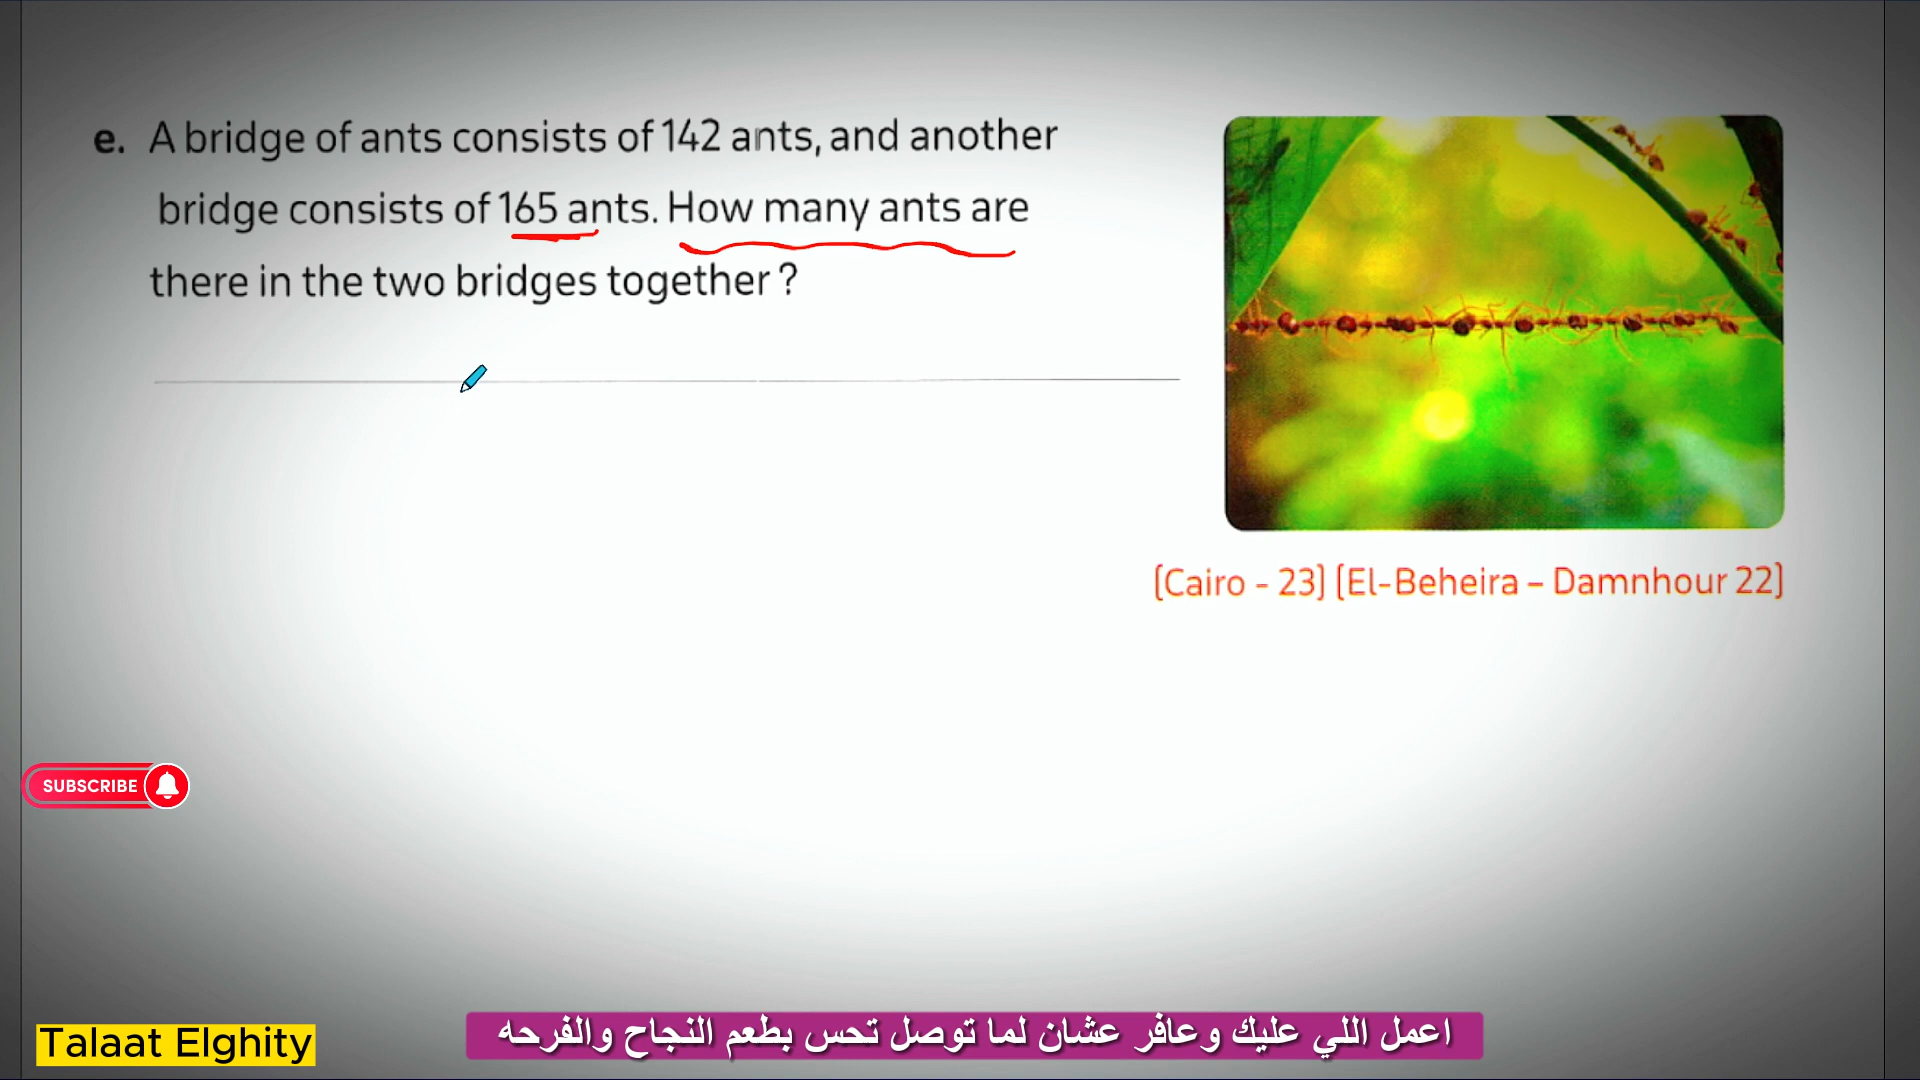 e. A bridge of ants consists of 142 ants, and another
bridge consists of 165 ants. How many ants are
there in the two bridges together ?
[Cairo - 23] [El-Beheira – Damnhour 22]
SUBSCRIBE
Talaat Elghity
اعمل اللي عليك وعافر عشان لما توصل تحس بطعم النجاح والفرحه